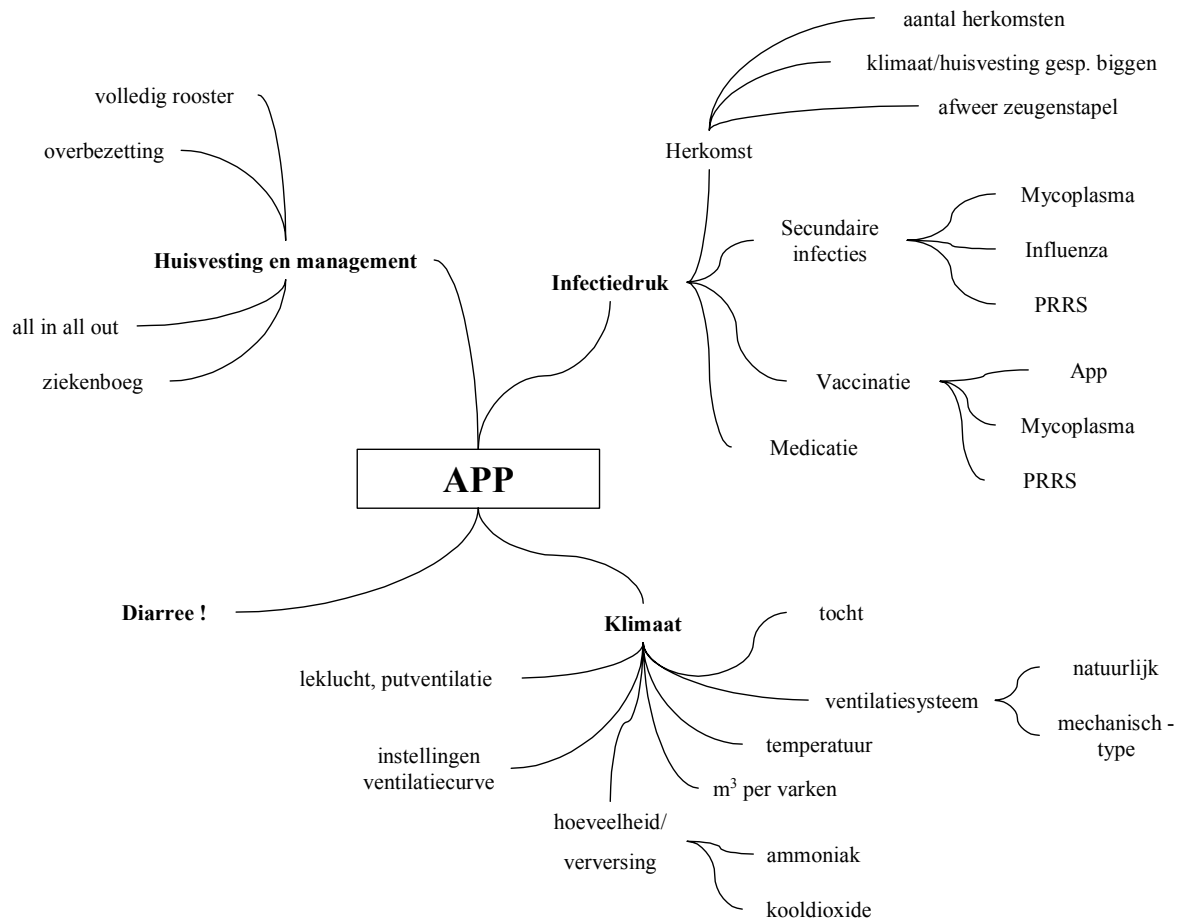 aantal herkomsten
klimaat/huisvesting gesp. biggen
afweer zeugenstapel
Herkomst
volledig rooster
overbezetting
Huisvesting en management
all in all out
ziekenboeg
Infectiedruk
Secundaire
infecties
Mycoplasma
Influenza
PRRS
Vaccinatie
App
Mycoplasma
PRRS
Medicatie
APP
Diarree !
Klimaat
tocht
leklucht, putventilatie
ventilatiesysteem
natuurlijk
mechanisch -
type
instellingen
ventilatiecurve
temperatuur
m³ per varken
hoeveelheid/
verversing
ammoniak
kooldioxide